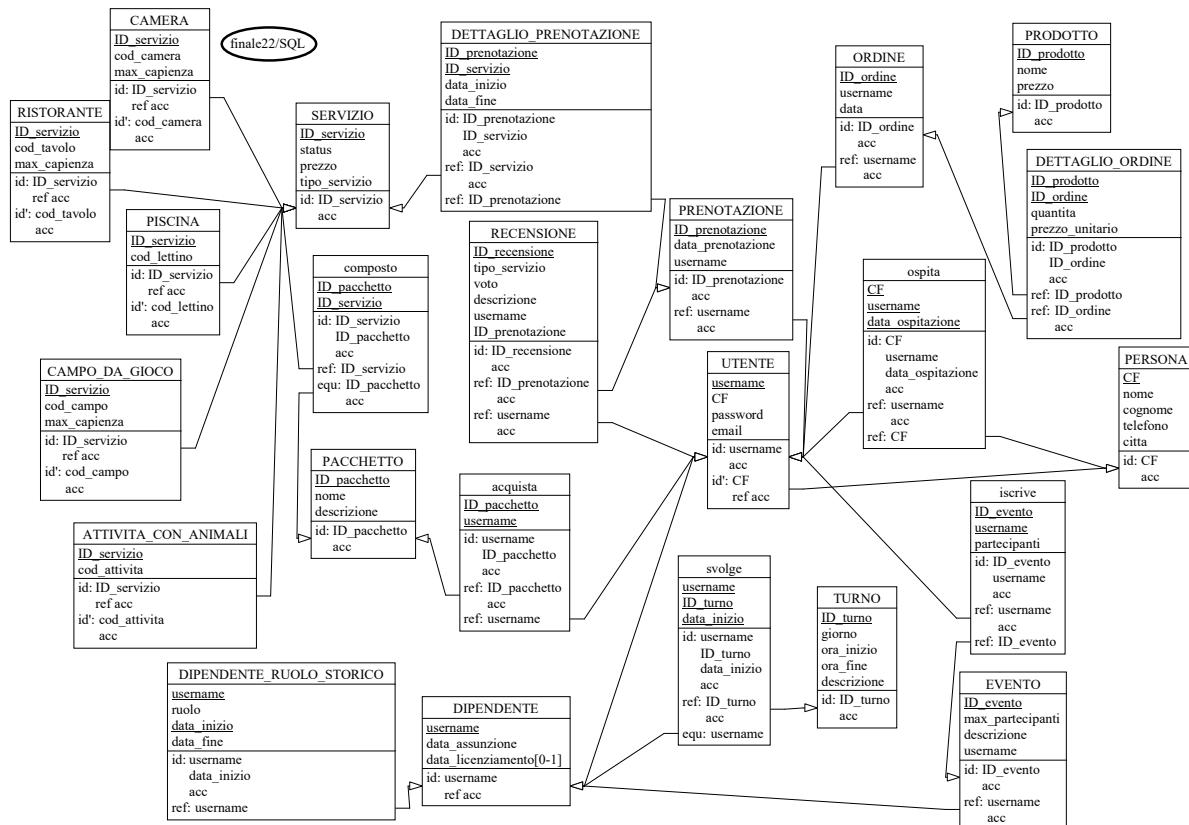 CAMERA
ID_servizio
cod_camera
max_capienza
id: ID_servizio
ref acc
id': cod_camera
acc
finale22/SQL
RISTORANTE
ID_servizio
cod_tavolo
max_capienza
id: ID_servizio
ref acc
id': cod_tavolo
acc
PISCINA
ID_servizio
cod_lettino
id: ID_servizio
ref acc
id': cod_lettino
acc
CAMPO_DA_GIOCO
ID_servizio
cod_campo
max_capienza
id: ID_servizio
ref acc
id': cod_campo
acc
ATTIVITA_CON_ANIMALI
ID_servizio
cod_attivita
id: ID_servizio
ref acc
id': cod_attivita
acc
SERVIZIO
ID_servizio
status
prezzo
tipo_servizio
id: ID_servizio
acc
composto
ID_pacchetto
ID_servizio
id: ID_servizio
ID_pacchetto
acc
ref: ID_servizio
equ: ID_pacchetto
acc
PACCHETTO
ID_pacchetto
nome
descrizione
id: ID_pacchetto
acc
DETTAGLIO_PRENOTAZIONE
ID_prenotazione
ID_servizio
data_inizio
data_fine
id: ID_prenotazione
ID_servizio
acc
ref: ID_servizio
acc
ref: ID_prenotazione
RECENSIONE
ID_recensione
tipo_servizio
voto
descrizione
username
ID_prenotazione
id: ID_recensione
acc
ref: ID_prenotazione
acc
ref: username
acc
acquista
ID_pacchetto
username
id: username
ID_pacchetto
acc
ref: ID_pacchetto
acc
ref: username
PRENOTAZIONE
ID_prenotazione
data_prenotazione
username
id: ID_prenotazione
acc
ref: username
acc
UTENTE
username
CF
password
email
id: username
acc
id': CF
ref acc
ORDINE
ID_ordine
username
data
id: ID_ordine
acc
ref: username
acc
PRODOTTO
ID_prodotto
nome
prezzo
id: ID_prodotto
acc
DETTAGLIO_ORDINE
ID_prodotto
ID_ordine
quantita
prezzo_unitario
id: ID_prodotto
ID_ordine
acc
ref: ID_prodotto
ref: ID_ordine
acc
ospita
CF
username
data_ospitazione
id: CF
username
data_ospitazione
acc
ref: username
acc
ref: CF
PERSONA
CF
nome
cognome
telefono
citta
id: CF
acc
iscrive
ID_evento
username
partecipanti
id: ID_evento
username
acc
ref: username
acc
ref: ID_evento
svolge
username
ID_turno
data_inizio
id: username
ID_turno
data_inizio
acc
ref: ID_turno
acc
equ: username
TURNO
ID_turno
giorno
ora_inizio
ora_fine
descrizione
id: ID_turno
acc
DIPENDENTE_RUOLO_STORICO
username
ruolo
data_inizio
data_fine
id: username
data_inizio
acc
ref: username
DIPENDENTE
username
data_assunzione
data_licenziamento[0-1]
id: username
ref acc
EVENTO
ID_evento
max_partecipanti
descrizione
username
id: ID_evento
acc
ref: username
acc